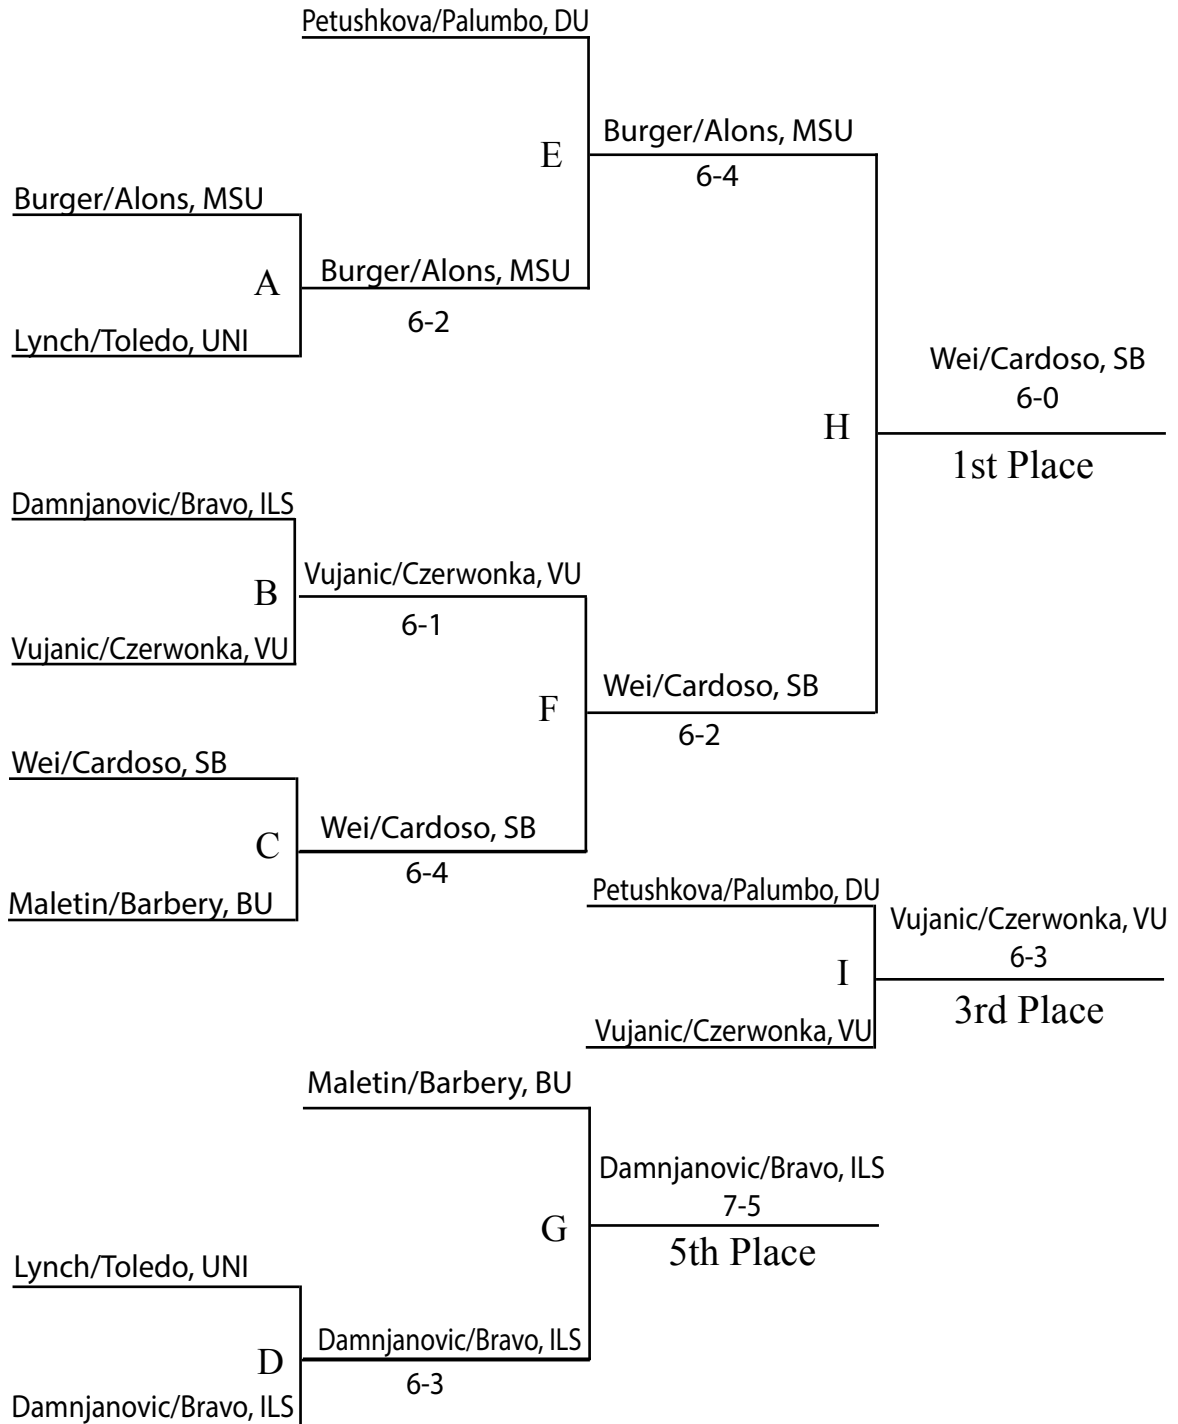 Petushkova/Palumbo, DU
Burger/Alons, MSU
E
6-4
Burger/Alons, MSU
A
Burger/Alons, MSU
6-2
Lynch/Toledo, UNI
Wei/Cardoso, SB
6-0
H
1st Place
Damnjanovic/Bravo, ILS
B
Vujanic/Czerwonka, VU
6-1
Vujanic/Czerwonka, VU
F
Wei/Cardoso, SB
6-2
Wei/Cardoso, SB
C
Wei/Cardoso, SB
6-4
Maletin/Barbery, BU
Petushkova/Palumbo, DU
Vujanic/Czerwonka, VU
6-3
I
3rd Place
Vujanic/Czerwonka, VU
Maletin/Barbery, BU
Damnjanovic/Bravo, ILS
7-5
G
5th Place
Lynch/Toledo, UNI
Damnjanovic/Bravo, ILS
D
6-3
Damnjanovic/Bravo, ILS